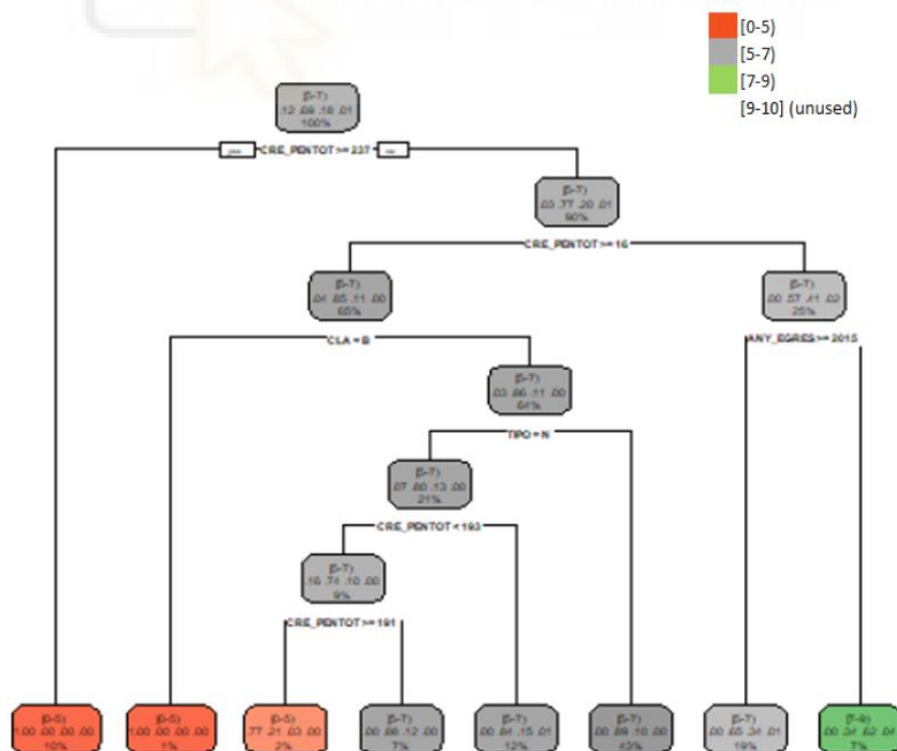 [0-5)
[5-7)
[7-9)
[9-10] (unused)
[5-7)
.12 .69 .18 .01
100%
CRE_PENTOT >= 237
[5-7)
.03 .77 .20 .01
90%
CRE_PENTOT >= 16
[5-7)
.04 .85 .11 .00
65%
[5-7)
.00 .57 .41 .02
25%
CLA = B
ANY_EGRES >= 2015
[5-7)
.03 .86 .11 .00
64%
TIPO = N
[5-7)
.07 .80 .13 .00
21%
CRE_PENTOT < 193
[5-7)
.16 .74 .10 .00
9%
CRE_PENTOT >= 191
[0-5)
1.00 .00 .00 .00
10%
[0-5)
1.00 .00 .00 .00
1%
[0-5)
.77 .21 .03 .00
2%
[5-7)
.00 .88 .12 .00
7%
[5-7)
.00 .84 .15 .01
12%
[5-7)
.00 .89 .10 .00
43%
[5-7)
.00 .65 .34 .01
19%
[7-9)
.00 .34 .62 .04
7%